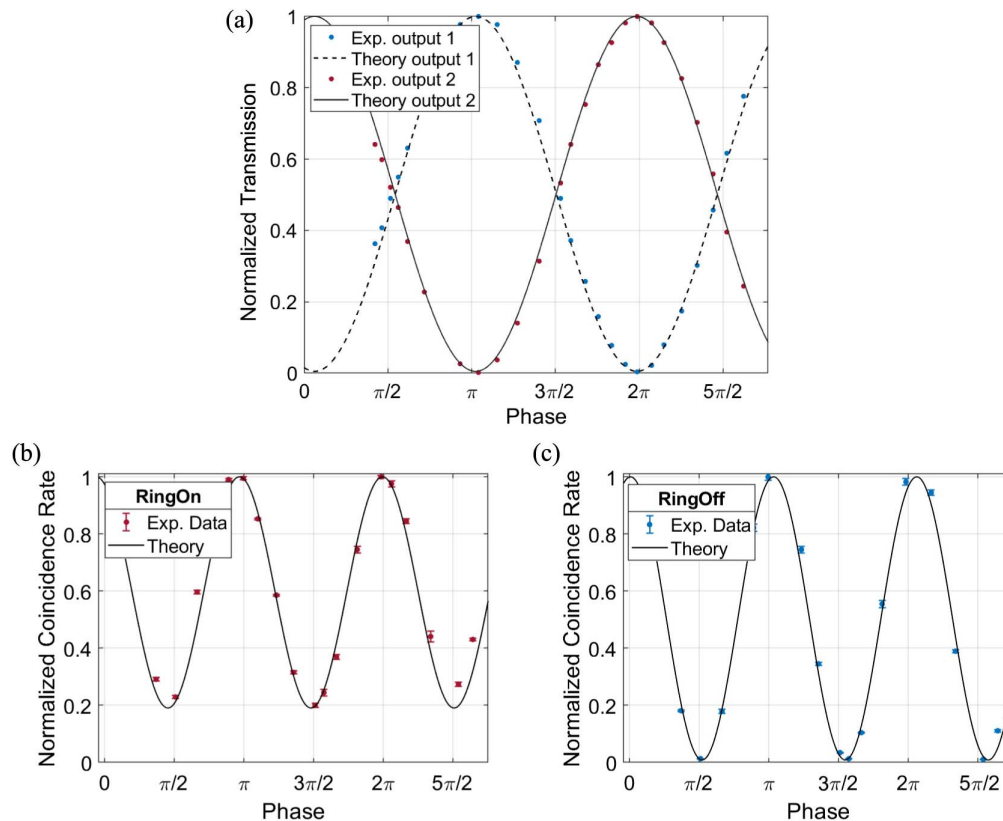 (a)
Normalized Transmission
1
0.8
0.6
0.4
0.2
0
Exp. output 1
Theory output 1
Exp. output 2
Theory output 2
0 π/2 π 3π/2 2π 5π/2
Phase
(b)
Normalized Coincidence Rate
1
0.8
0.6
0.4
0.2
0
RingOn
Exp. Data
Theory
0 π/2 π 3π/2 2π 5π/2
Phase
(c)
Normalized Coincidence Rate
1
0.8
0.6
0.4
0.2
0
RingOff
Exp. Data
Theory
0 π/2 π 3π/2 2π 5π/2
Phase